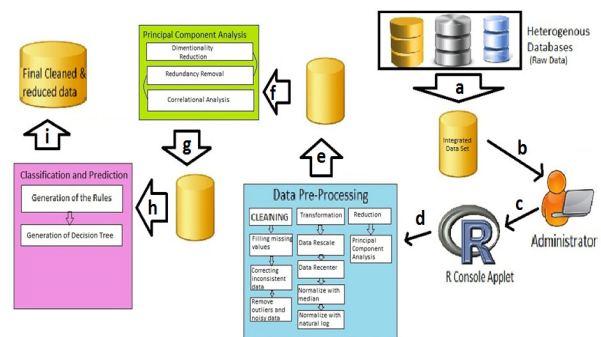 Heterogenous
Databases
(Raw Data)
a
Integrated
Data Set
b
Administrator
c
R
R Console Applet
d
Data Pre-Processing
CLEANING
Filling missing
values
Correcting
inconsistent
data
Remove
outliers and
noisy data
Transformation
Data Rescale
Data Recenter
Normalize with
median
Normalize with
natural log
Reduction
Principal
Component
Analysis
e
f
Principal Component Analysis
Dimentionality
Reduction
Redundancy Removal
Correlational Analysis
g
h
Classification and Prediction
Generation of the Rules
Generation of Decision Tree
i
Final Cleaned &
reduced data